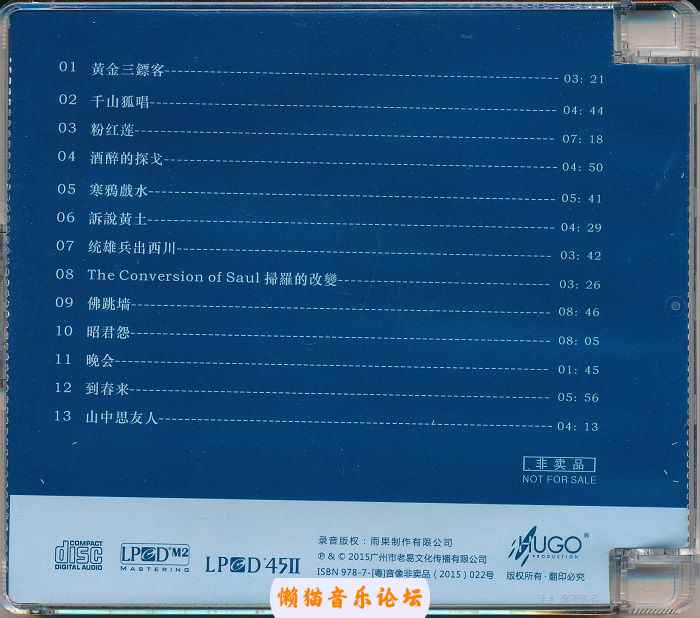 01 黃金三鏢客 03: 21
02 千山狐唱 04: 44
03 粉红莲 07: 18
04 酒醉的探戈 04: 50
05 寒鴉戲水 05: 41
06 訴說黃土 04: 29
07 统雄兵出西川 03: 42
08 The Conversion of Saul 掃羅的改變 03: 26
09 佛跳墙 08: 46
10 昭君怨 08: 05
11 晚会 01: 45
12 到春来 05: 56
13 山中思友人 04: 13
非卖品
NOT FOR SALE
COMPACT
disc
DIGITAL AUDIO
LPCD M2
MASTERING
LPCD 45II
录音版权：雨果制作有限公司
℗ & © 2015广州市老易文化传播有限公司
ISBN 978-7-[粤]音像非卖品（2015）022号
HUGO®
PRODUCTION
版权所有·翻印必究
懒猫音乐论坛